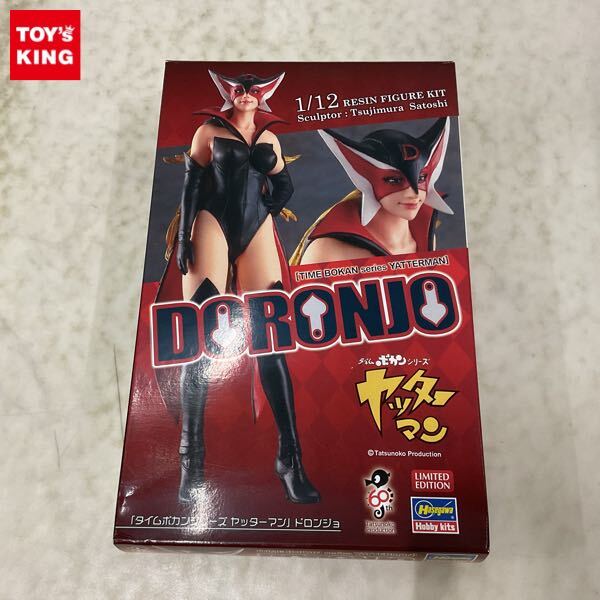 TOY's
KING
1/12 RESIN FIGURE KIT
Sculptor : Tsujimura Satoshi
D
[TIME BOKAN series YATTERMAN]
DORONJO
タイムボカンシリーズ
ヤッター
マン
©Tatsunoko Production
60th
Tatsunoko
Production
LIMITED
EDITION
Hasegawa
Hobby kits
「タイムボカンシリーズ ヤッターマン」ドロンジョ